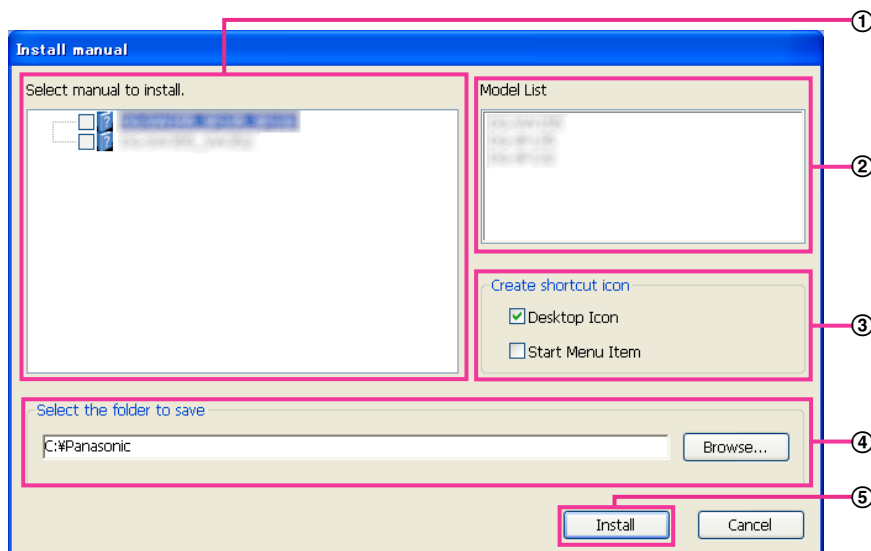 ①
Install manual
Select manual to install.
Model List
②
Create shortcut icon
Desktop Icon
③
Start Menu Item
Select the folder to save
C:¥Panasonic
Browse...
④
⑤
Install
Cancel